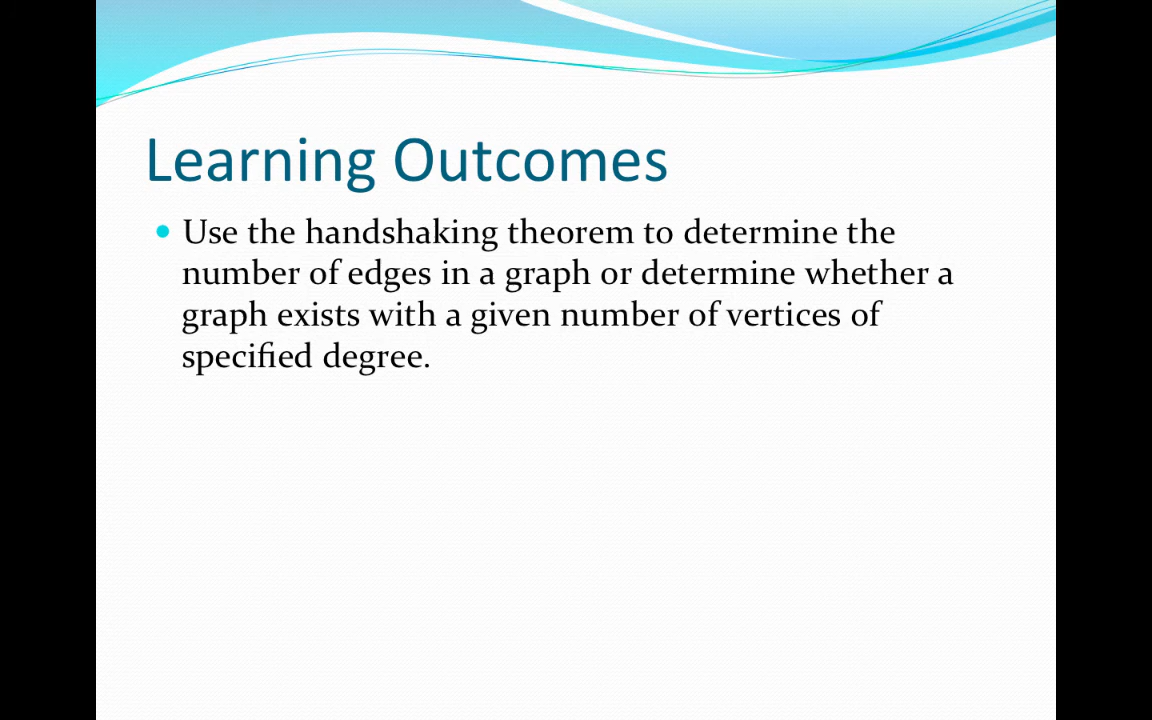 Learning Outcomes
Use the handshaking theorem to determine the
number of edges in a graph or determine whether a
graph exists with a given number of vertices of
specified degree.